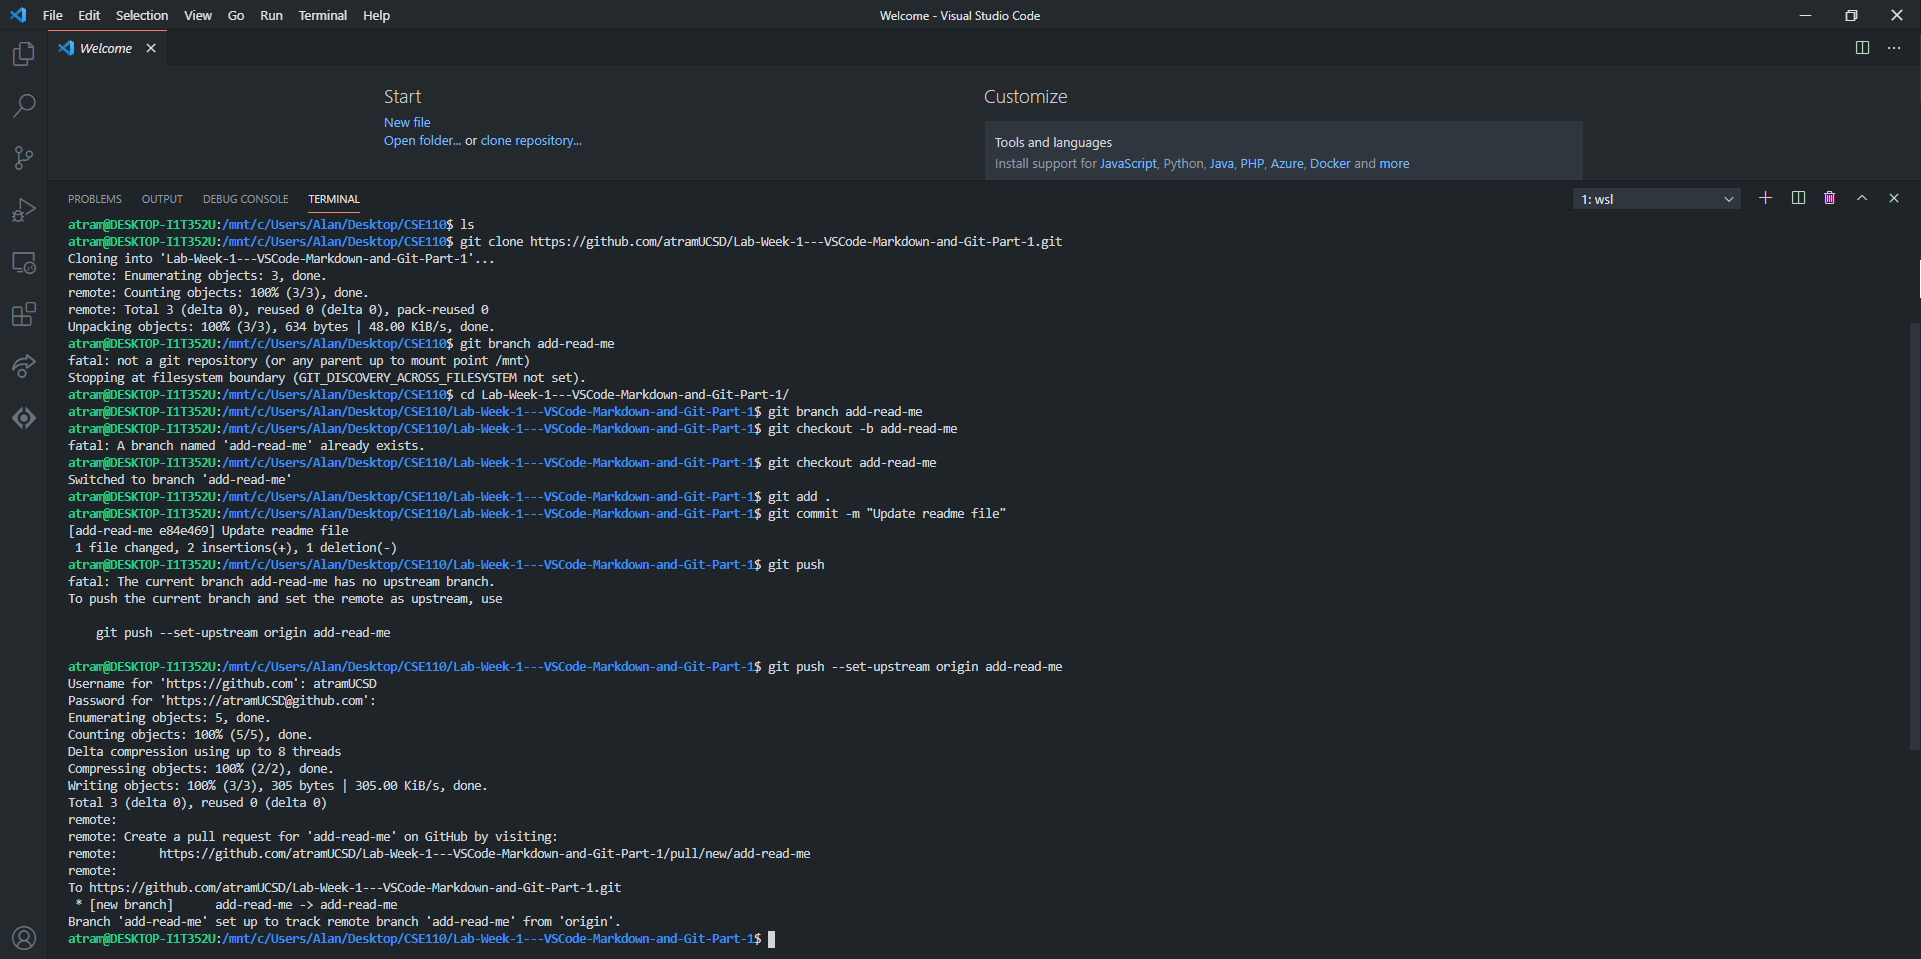 File Edit Selection View Go Run Terminal Help
Welcome - Visual Studio Code
Welcome
Start
New file
Open folder... or clone repository...
Customize
Tools and languages
Install support for JavaScript, Python, Java, PHP, Azure, Docker and more
PROBLEMS OUTPUT DEBUG CONSOLE TERMINAL
1: wsl
atram@DESKTOP-I1T352U:/mnt/c/Users/Alan/Desktop/CSE110$ ls
atram@DESKTOP-I1T352U:/mnt/c/Users/Alan/Desktop/CSE110$ git clone https://github.com/atramUCSD/Lab-Week-1---VSCode-Markdown-and-Git-Part-1.git
Cloning into 'Lab-Week-1---VSCode-Markdown-and-Git-Part-1'...
remote: Enumerating objects: 3, done.
remote: Counting objects: 100% (3/3), done.
remote: Total 3 (delta 0), reused 0 (delta 0), pack-reused 0
Unpacking objects: 100% (3/3), 634 bytes | 48.00 KiB/s, done.
atram@DESKTOP-I1T352U:/mnt/c/Users/Alan/Desktop/CSE110$ git branch add-read-me
fatal: not a git repository (or any parent up to mount point /mnt)
Stopping at filesystem boundary (GIT_DISCOVERY_ACROSS_FILESYSTEM not set).
atram@DESKTOP-I1T352U:/mnt/c/Users/Alan/Desktop/CSE110$ cd Lab-Week-1---VSCode-Markdown-and-Git-Part-1/
atram@DESKTOP-I1T352U:/mnt/c/Users/Alan/Desktop/CSE110/Lab-Week-1---VSCode-Markdown-and-Git-Part-1$ git branch add-read-me
atram@DESKTOP-I1T352U:/mnt/c/Users/Alan/Desktop/CSE110/Lab-Week-1---VSCode-Markdown-and-Git-Part-1$ git checkout -b add-read-me
fatal: A branch named 'add-read-me' already exists.
atram@DESKTOP-I1T352U:/mnt/c/Users/Alan/Desktop/CSE110/Lab-Week-1---VSCode-Markdown-and-Git-Part-1$ git checkout add-read-me
Switched to branch 'add-read-me'
atram@DESKTOP-I1T352U:/mnt/c/Users/Alan/Desktop/CSE110/Lab-Week-1---VSCode-Markdown-and-Git-Part-1$ git add .
atram@DESKTOP-I1T352U:/mnt/c/Users/Alan/Desktop/CSE110/Lab-Week-1---VSCode-Markdown-and-Git-Part-1$ git commit -m "Update readme file"
[add-read-me e84e469] Update readme file
1 file changed, 2 insertions(+), 1 deletion(-)
atram@DESKTOP-I1T352U:/mnt/c/Users/Alan/Desktop/CSE110/Lab-Week-1---VSCode-Markdown-and-Git-Part-1$ git push
fatal: The current branch add-read-me has no upstream branch.
To push the current branch and set the remote as upstream, use
git push --set-upstream origin add-read-me
atram@DESKTOP-I1T352U:/mnt/c/Users/Alan/Desktop/CSE110/Lab-Week-1---VSCode-Markdown-and-Git-Part-1$ git push --set-upstream origin add-read-me
Username for 'https://github.com': atramUCSD
Password for 'https://atramUCSD@github.com':
Enumerating objects: 5, done.
Counting objects: 100% (5/5), done.
Delta compression using up to 8 threads
Compressing objects: 100% (2/2), done.
Writing objects: 100% (3/3), 305 bytes | 305.00 KiB/s, done.
Total 3 (delta 0), reused 0 (delta 0)
remote:
remote: Create a pull request for 'add-read-me' on GitHub by visiting:
remote: https://github.com/atramUCSD/Lab-Week-1---VSCode-Markdown-and-Git-Part-1/pull/new/add-read-me
remote:
To https://github.com/atramUCSD/Lab-Week-1---VSCode-Markdown-and-Git-Part-1.git
* [new branch] add-read-me -> add-read-me
Branch 'add-read-me' set up to track remote branch 'add-read-me' from 'origin'.
atram@DESKTOP-I1T352U:/mnt/c/Users/Alan/Desktop/CSE110/Lab-Week-1---VSCode-Markdown-and-Git-Part-1$